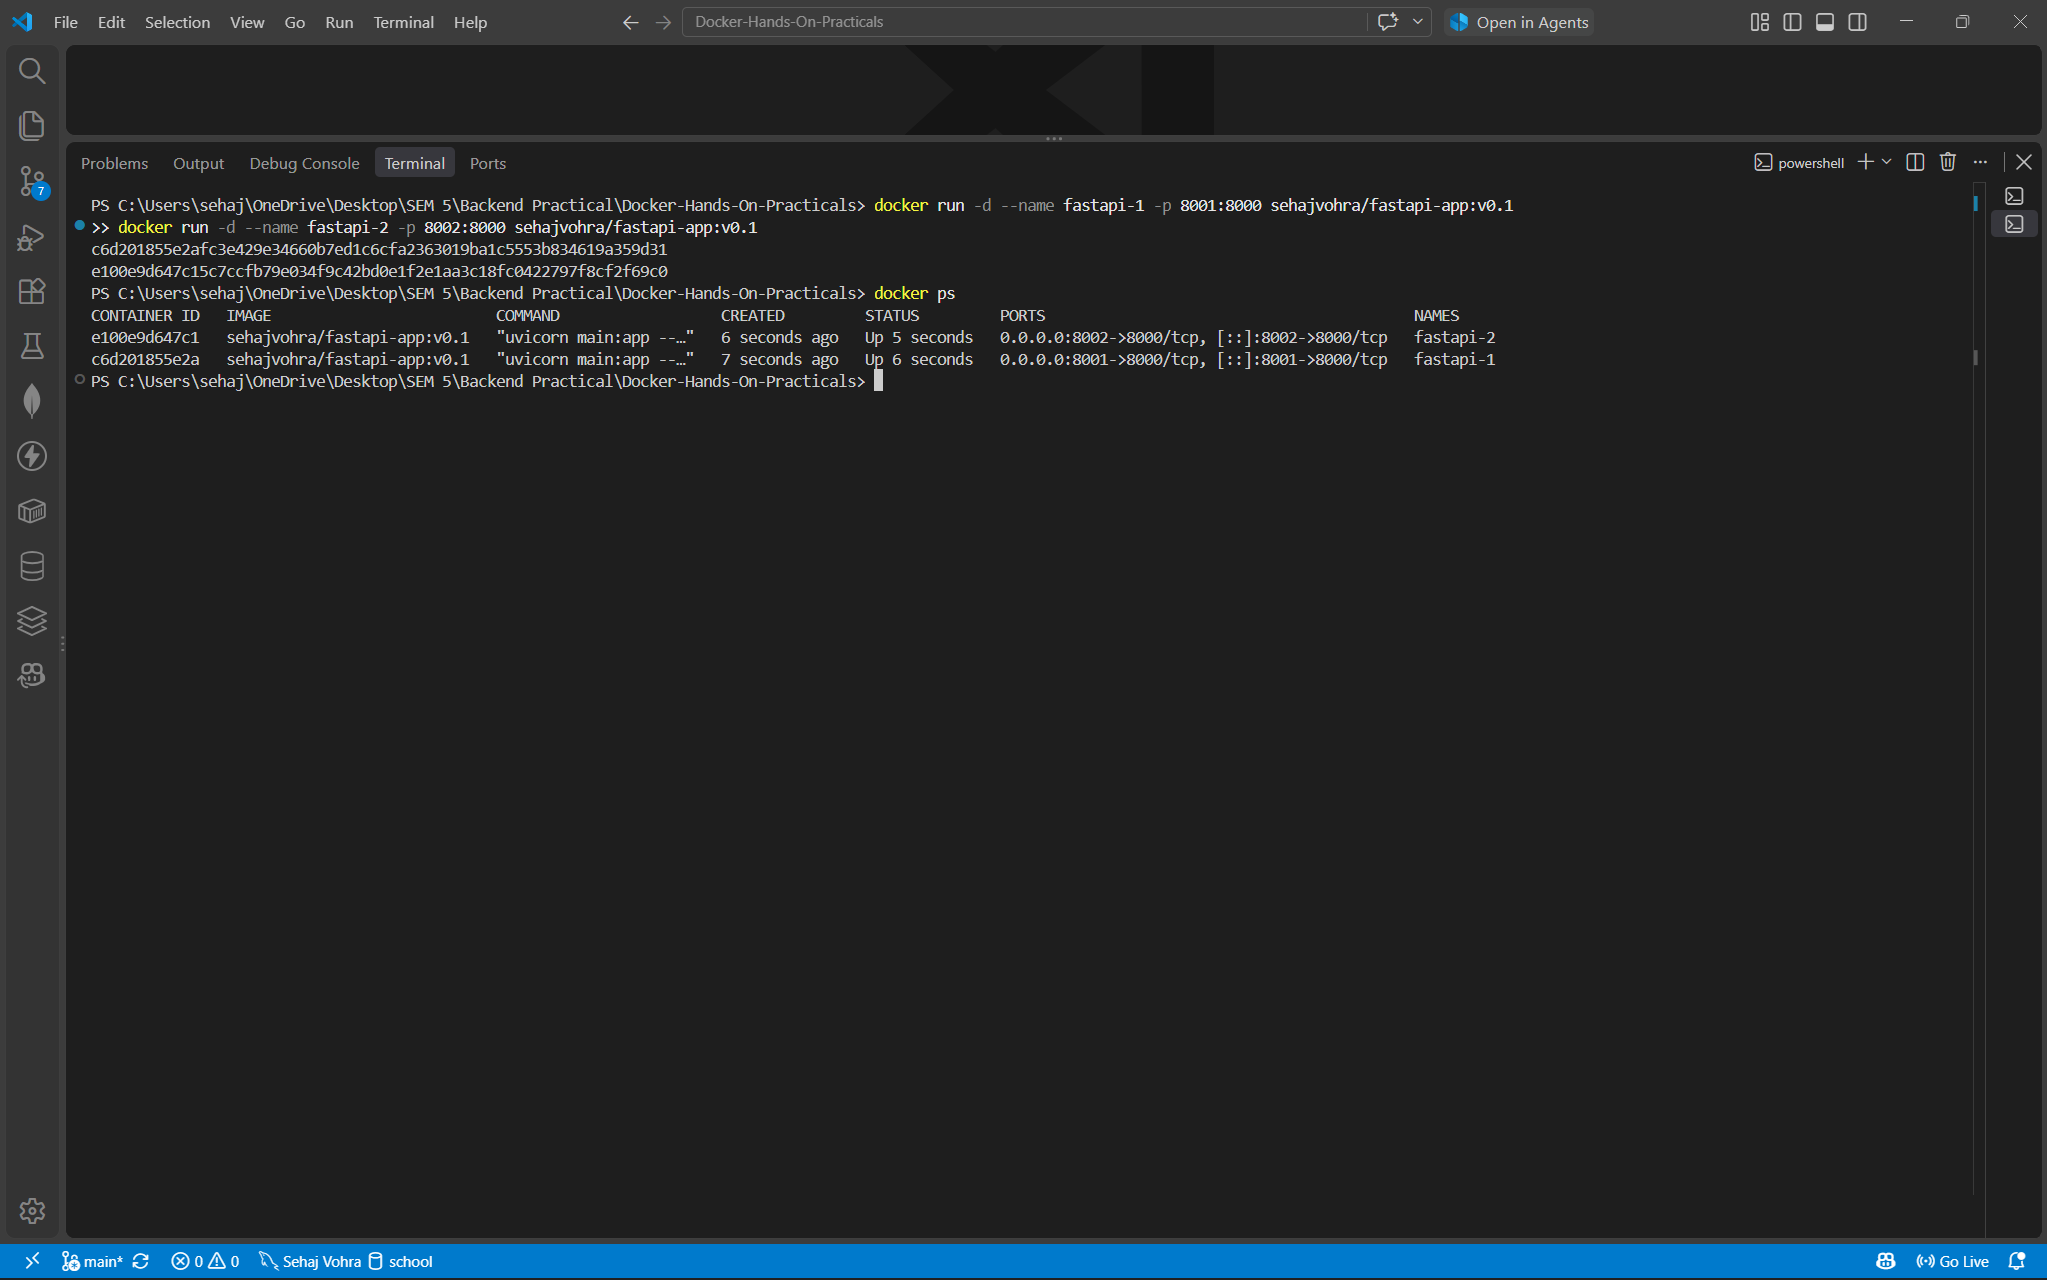 File Edit Selection View Go Run Terminal Help Docker-Hands-On-Practicals Open in Agents
7
Problems Output Debug Console Terminal Ports powershell
PS C:\Users\sehaj\OneDrive\Desktop\SEM 5\Backend Practical\Docker-Hands-On-Practicals> docker run -d --name fastapi-1 -p 8001:8000 sehajvohra/fastapi-app:v0.1
>> docker run -d --name fastapi-2 -p 8002:8000 sehajvohra/fastapi-app:v0.1
c6d201855e2afc3e429e34660b7ed1c6cfa2363019ba1c5553b834619a359d31
e100e9d647c15c7ccfb79e034f9c42bd0e1f2e1aa3c18fc0422797f8cf2f69c0
PS C:\Users\sehaj\OneDrive\Desktop\SEM 5\Backend Practical\Docker-Hands-On-Practicals> docker ps
CONTAINER ID IMAGE COMMAND CREATED STATUS PORTS NAMES
e100e9d647c1 sehajvohra/fastapi-app:v0.1 "uvicorn main:app --…" 6 seconds ago Up 5 seconds 0.0.0.0:8002->8000/tcp, [::]:8002->8000/tcp fastapi-2
c6d201855e2a sehajvohra/fastapi-app:v0.1 "uvicorn main:app --…" 7 seconds ago Up 6 seconds 0.0.0.0:8001->8000/tcp, [::]:8001->8000/tcp fastapi-1
PS C:\Users\sehaj\OneDrive\Desktop\SEM 5\Backend Practical\Docker-Hands-On-Practicals>
main* 0 0 Sehaj Vohra school Go Live